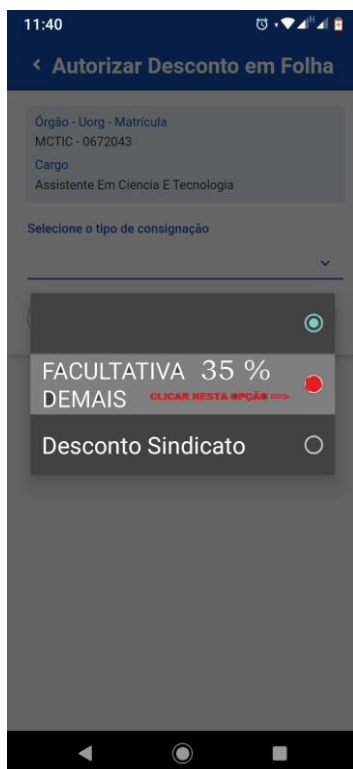 11:40
Autorizar Desconto em Folha
Órgão - Uorg - Matrícula
MCTIC - 0672043
Cargo
Assistente Em Ciencia E Tecnologia
Selecione o tipo de consignação
FACULTATIVA 35 %
DEMAIS CLICAR NESTA OPÇÃO ==>
Desconto Sindicato